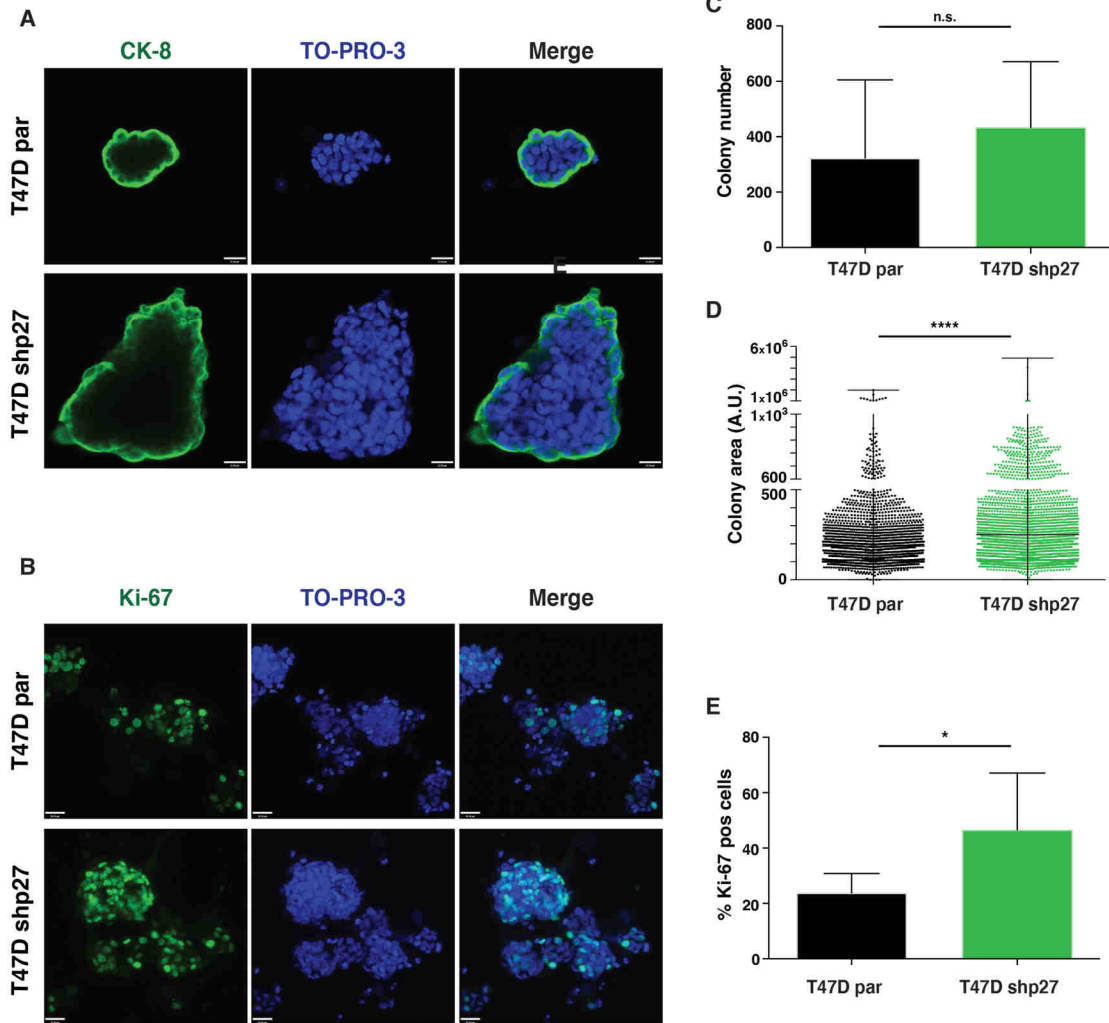 A
CK-8 TO-PRO-3 Merge
T47D par
E
T47D shp27
B
Ki-67 TO-PRO-3 Merge
T47D par
T47D shp27
C
n.s.
Colony number
800
600
400
200
0
T47D par T47D shp27
D
****
Colony area (A.U.)
6x10⁶
1x10⁶
1x10³
600
500
0
T47D par T47D shp27
E
*
% Ki-67 pos cells
80
60
40
20
0
T47D par T47D shp27